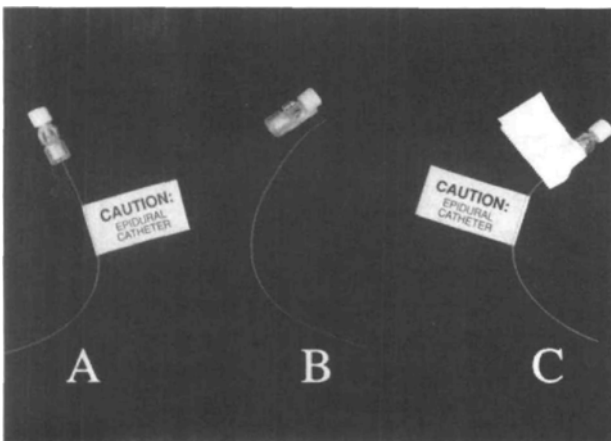 CAUTION:
EPIDURAL
CATHETER
CAUTION:
EPIDURAL
CATHETER
A
B
C